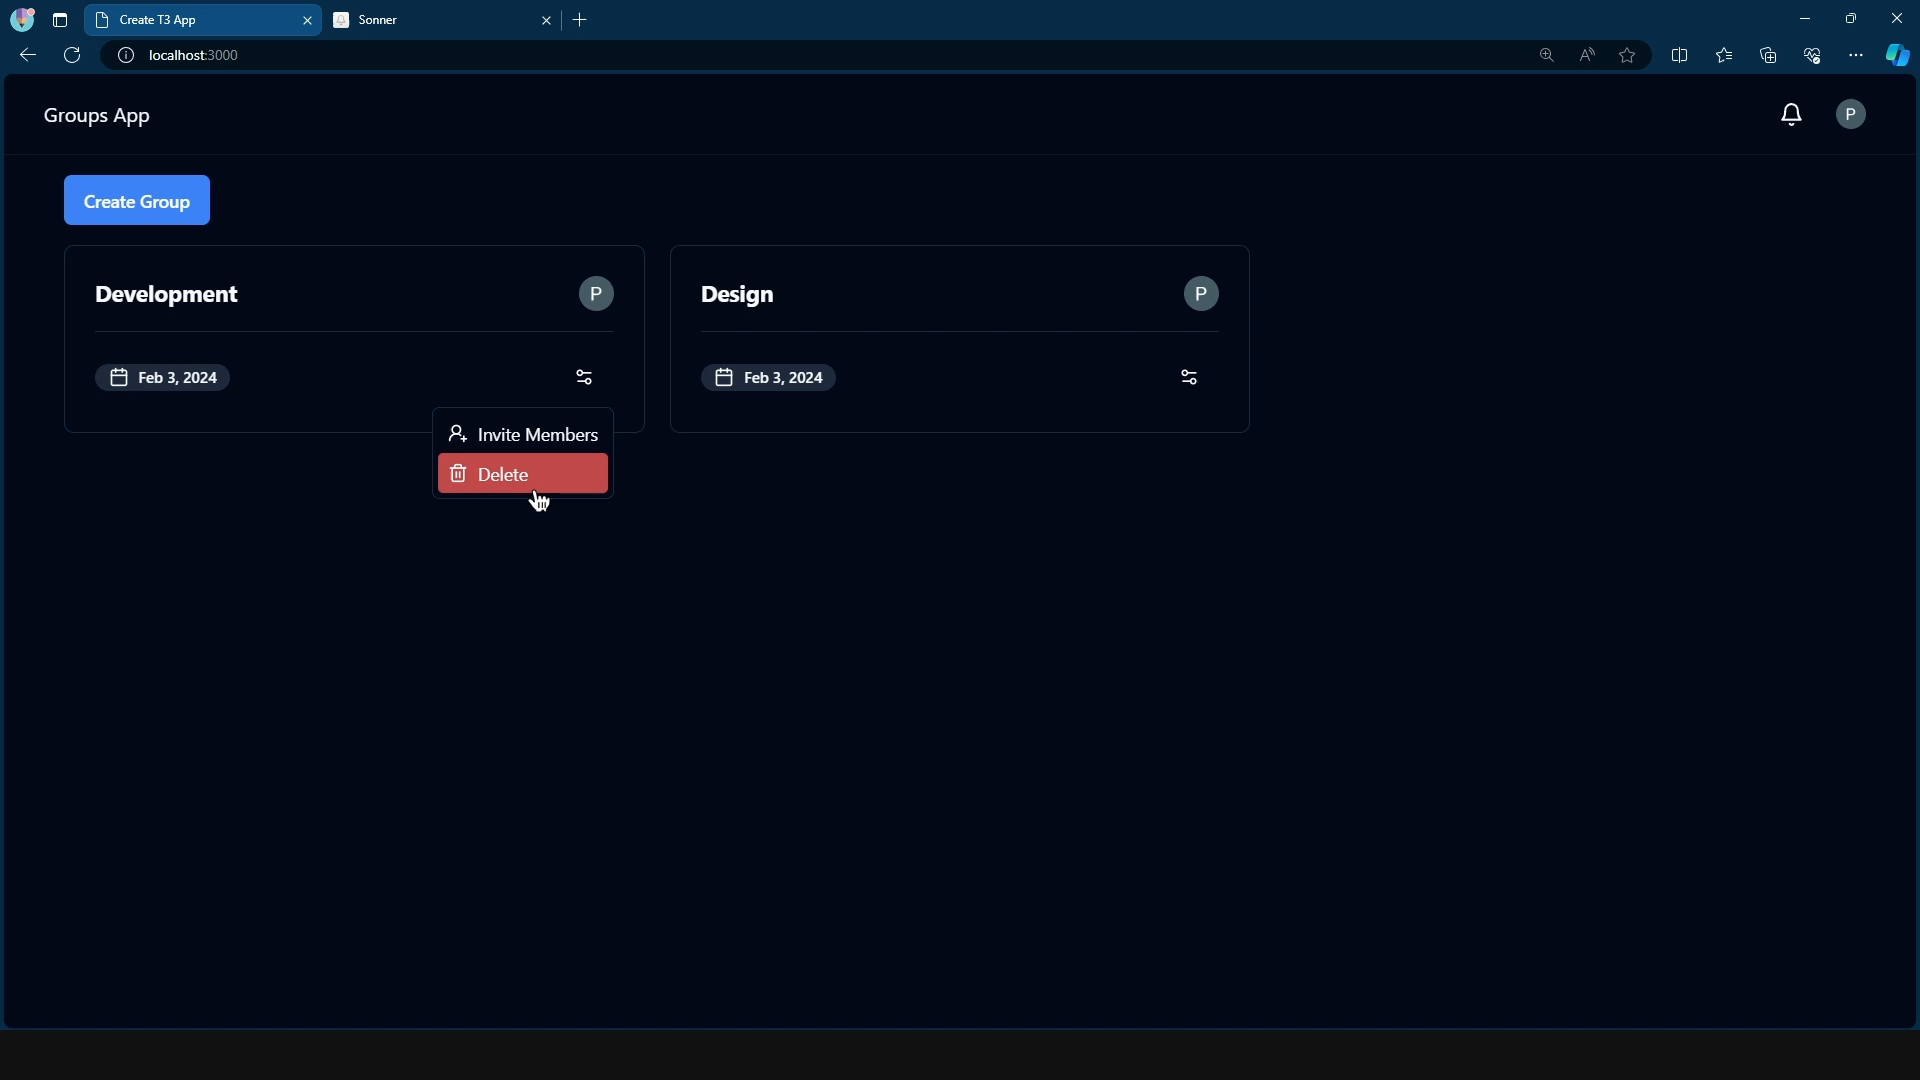 Create T3 App
Sonner
localhost:3000
Groups App
P
Create Group
Development
P
Design
P
Feb 3, 2024
Feb 3, 2024
Invite Members
Delete